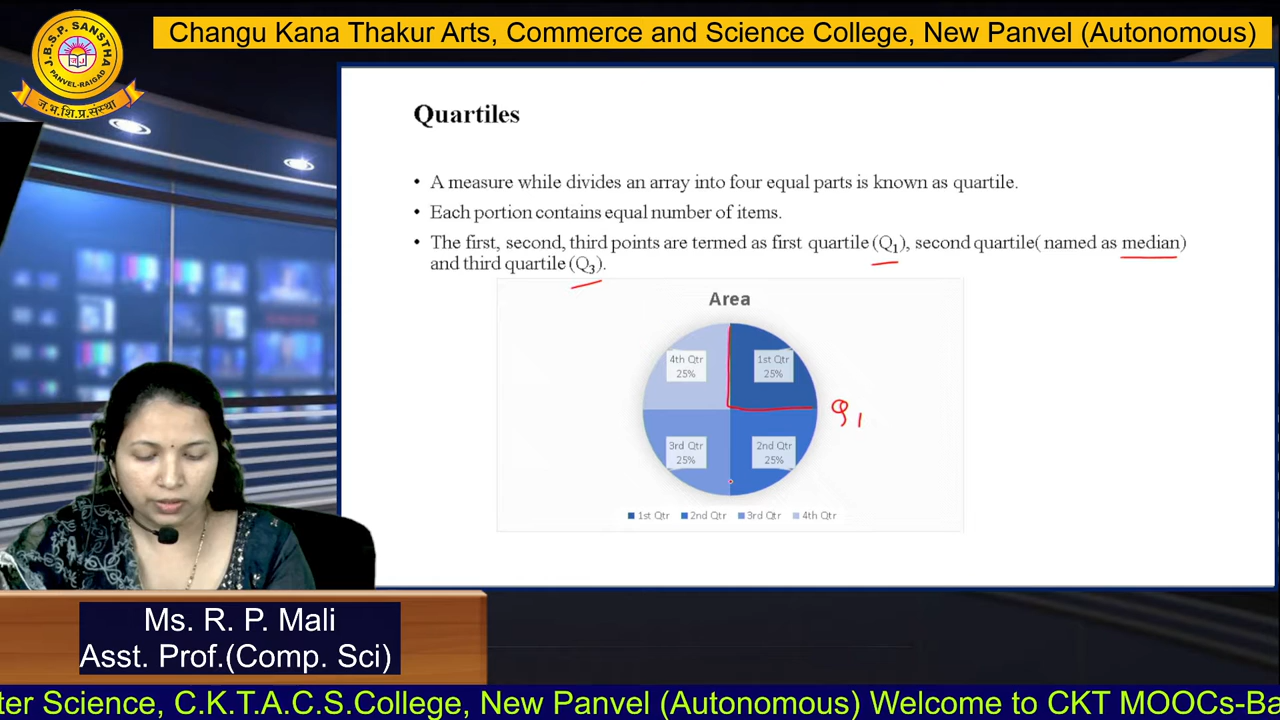 Changu Kana Thakur Arts, Commerce and Science College, New Panvel (Autonomous)
J.B.S.P. SANSTHA
PANVEL-RAIGAD
ज.भ.शि.प्र.संस्था
Quartiles
• A measure while divides an array into four equal parts is known as quartile.
• Each portion contains equal number of items.
• The first, second, third points are termed as first quartile (Q1), second quartile( named as median)
and third quartile (Q3).
Area
4th Qtr
25%
1st Qtr
25%
Q1
3rd Qtr
25%
2nd Qtr
25%
1st Qtr 2nd Qtr 3rd Qtr 4th Qtr
Ms. R. P. Mali
Asst. Prof.(Comp. Sci)
ter Science, C.K.T.A.C.S.College, New Panvel (Autonomous) Welcome to CKT MOOCs-Ba